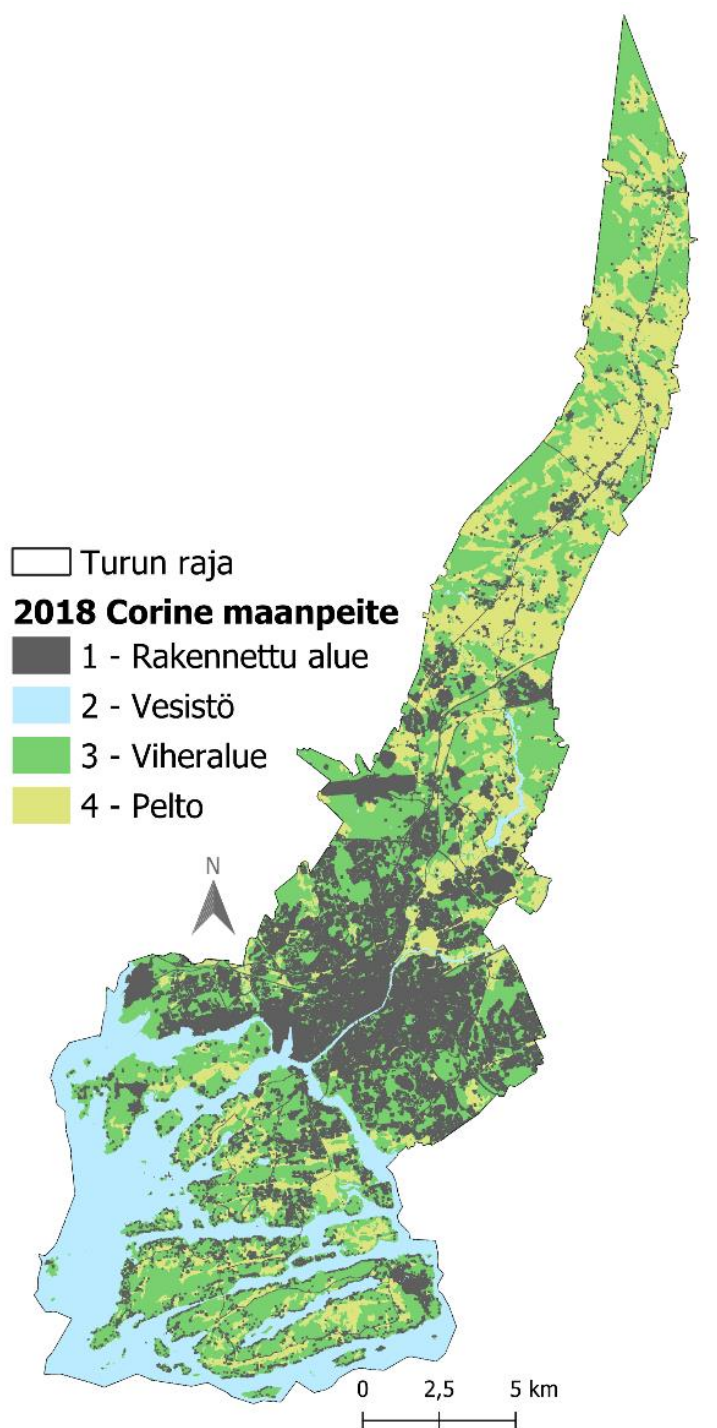 Turun raja
2018 Corine maanpeite
1 - Rakennettu alue
2 - Vesistö
3 - Viheralue
4 - Pelto
N
0 2,5 5 km